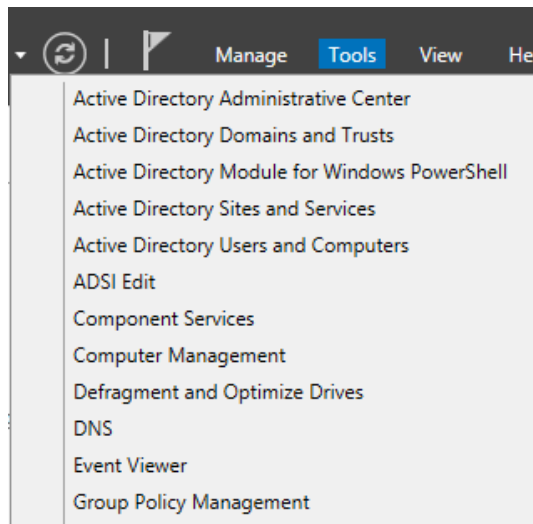 Manage Tools View He
Active Directory Administrative Center
Active Directory Domains and Trusts
Active Directory Module for Windows PowerShell
Active Directory Sites and Services
Active Directory Users and Computers
ADSI Edit
Component Services
Computer Management
Defragment and Optimize Drives
DNS
Event Viewer
Group Policy Management